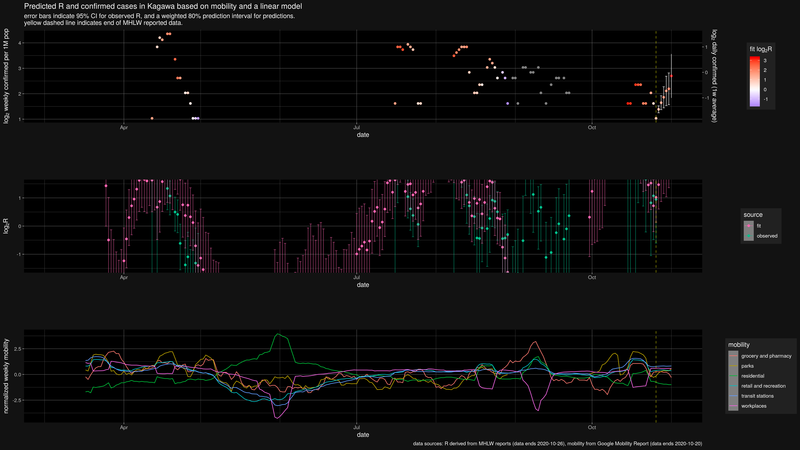 Predicted R and confirmed cases in Kagawa based on mobility and a linear model
error bars indicate 95% CI for observed R, and a weighted 80% prediction interval for predictions.
yellow dashed line indicates end of MHLW reported data.
log₂ weekly confirmed per 1M pop
4
3
2
1
1
0
-1
log₂ daily confirmed (1w average)
April
Jul
Oct
date
fit log₂R
3
2
1
0
-1
log₂R
1
0
-1
April
Jul
Oct
date
source
fit
observed
normalised weekly mobility
2.5
0.0
-2.5
April
Jul
Oct
date
mobility
grocery and pharmacy
parks
residential
retail and recreation
transit stations
workplaces
data sources: R derived from MHLW reports (data ends 2020-10-26), mobility from Google Mobility Report (data ends 2020-10-20)